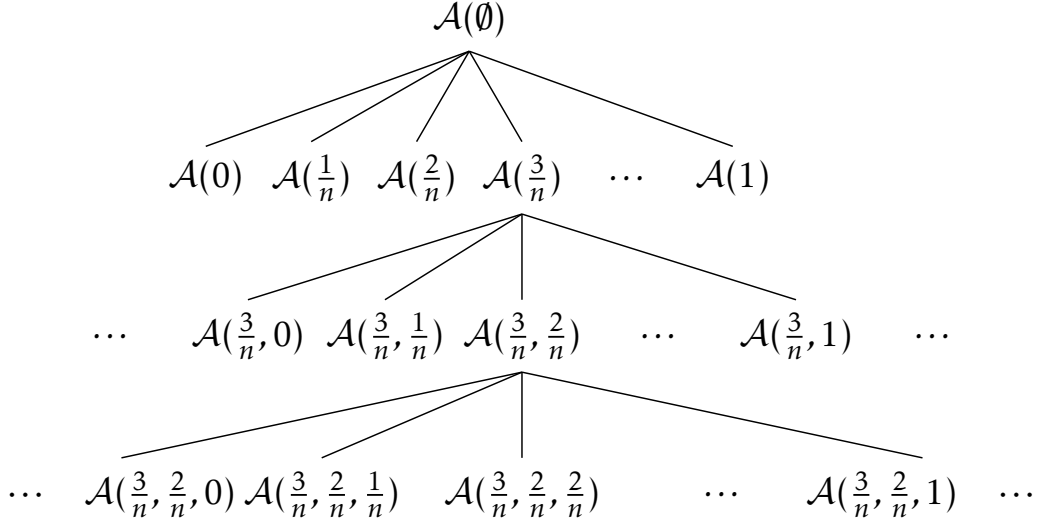 𝒜(∅)
𝒜(0) 𝒜(1/n) 𝒜(2/n) 𝒜(3/n) ⋯ 𝒜(1)
⋯ 𝒜(3/n, 0) 𝒜(3/n, 1/n) 𝒜(3/n, 2/n) ⋯ 𝒜(3/n, 1) ⋯
⋯ 𝒜(3/n, 2/n, 0) 𝒜(3/n, 2/n, 1/n) 𝒜(3/n, 2/n, 2/n) ⋯ 𝒜(3/n, 2/n, 1) ⋯